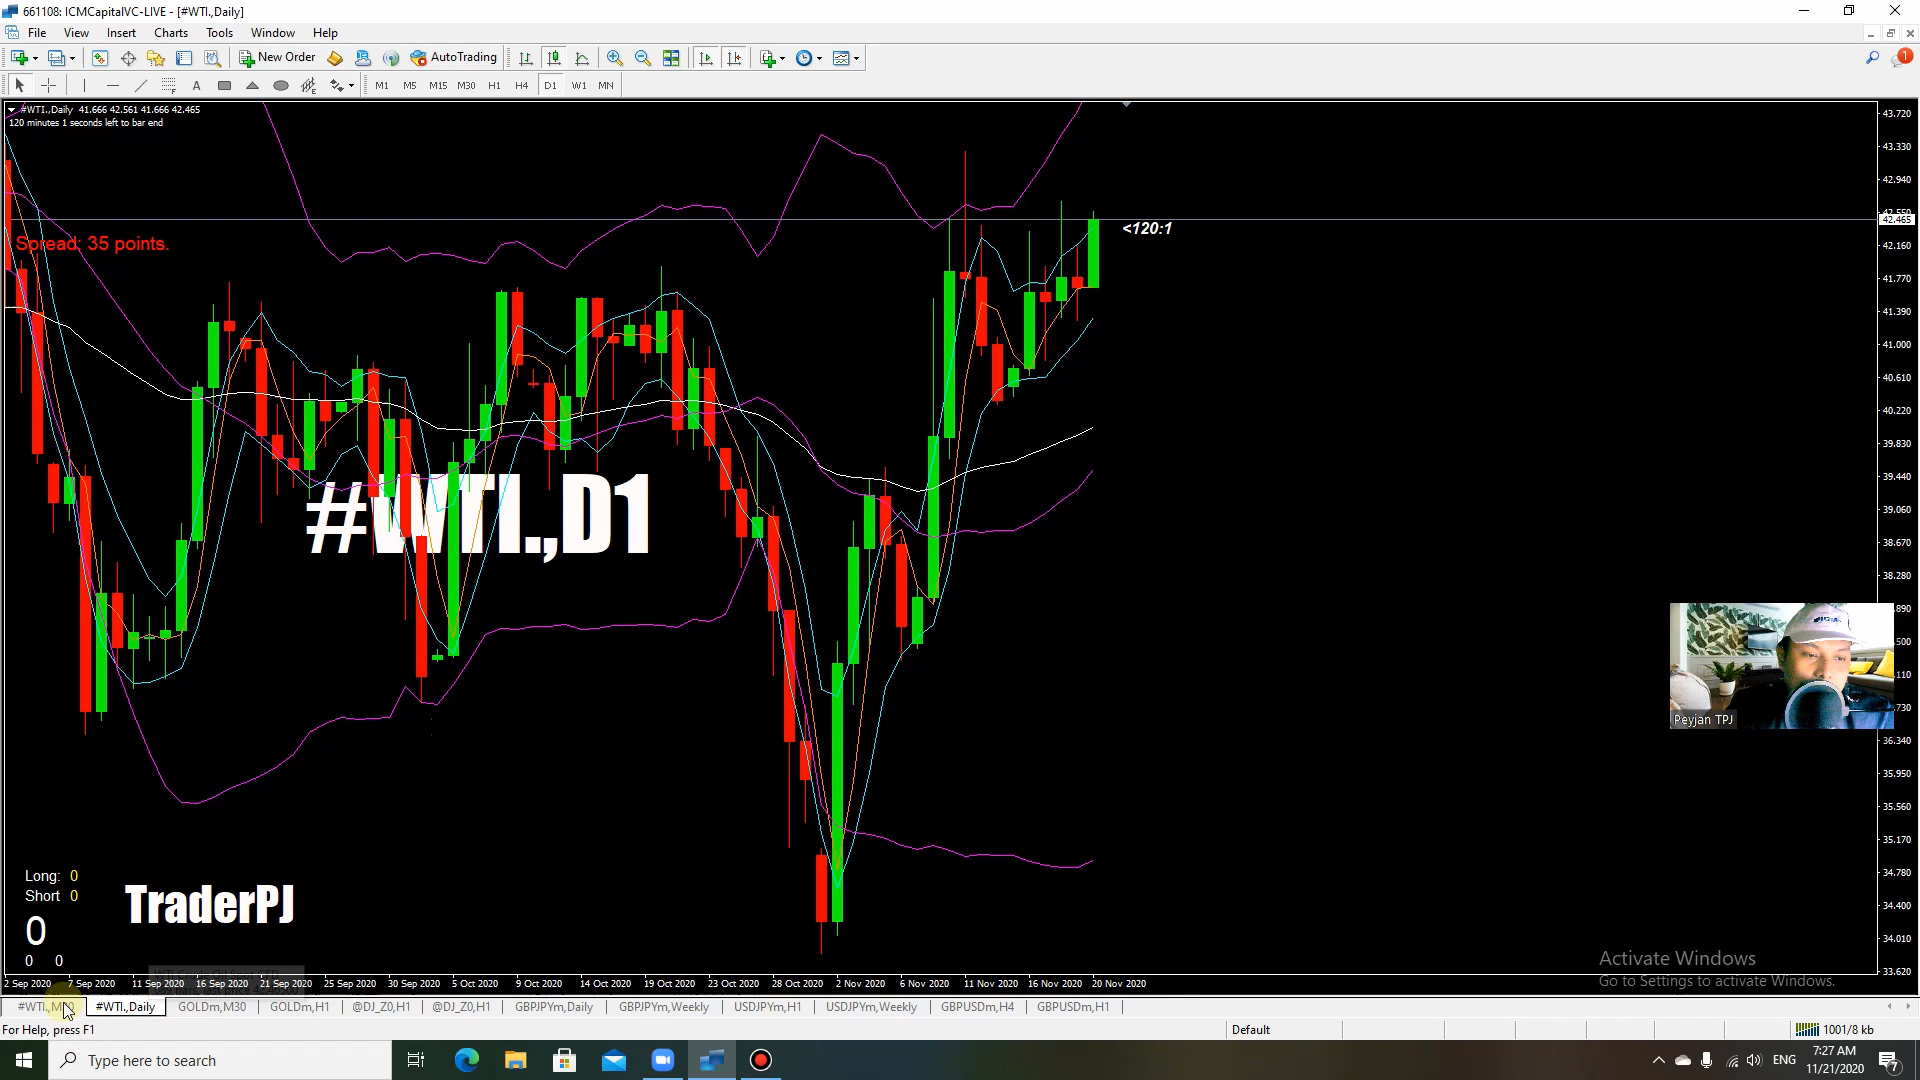 661108: ICMCapitalVC-LIVE - [#WTI.,Daily]
File View Insert Charts Tools Window Help
New Order AutoTrading
A M1 M5 M15 M30 H1 H4 D1 W1 MN
#WTI.,Daily 41.666 42.561 41.666 42.465
120 minutes 1 seconds left to bar end
Spread: 35 points.
<120:1
43.720
43.330
42.940
42.550
42.465
42.160
41.770
41.390
41.000
40.610
40.220
39.830
39.440
39.060
38.670
38.280
890
500
110
730
36.340
35.950
35.560
35.170
34.780
34.400
34.010
33.620
#WTI.,D1
Peyjan TPJ
Long: 0
Short 0
0
0 0
TraderPJ
Activate Windows
Go to Settings to activate Windows.
2 Sep 2020 7 Sep 2020 11 Sep 2020 16 Sep 2020 21 Sep 2020 25 Sep 2020 30 Sep 2020 5 Oct 2020 9 Oct 2020 14 Oct 2020 19 Oct 2020 23 Oct 2020 28 Oct 2020 2 Nov 2020 6 Nov 2020 11 Nov 2020 16 Nov 2020 20 Nov 2020
#WTI., #WTI.,Daily GOLDm,M30 GOLDm,H1 @DJ_Z0,H1 @DJ_Z0,H1 GBPJPYm,Daily GBPJPYm,Weekly USDJPYm,H1 USDJPYm,Weekly GBPUSDm,H4 GBPUSDm,H1
For Help, press F1 Default 1001/8 kb
Type here to search ENG 7:27 AM
11/21/2020
7
1